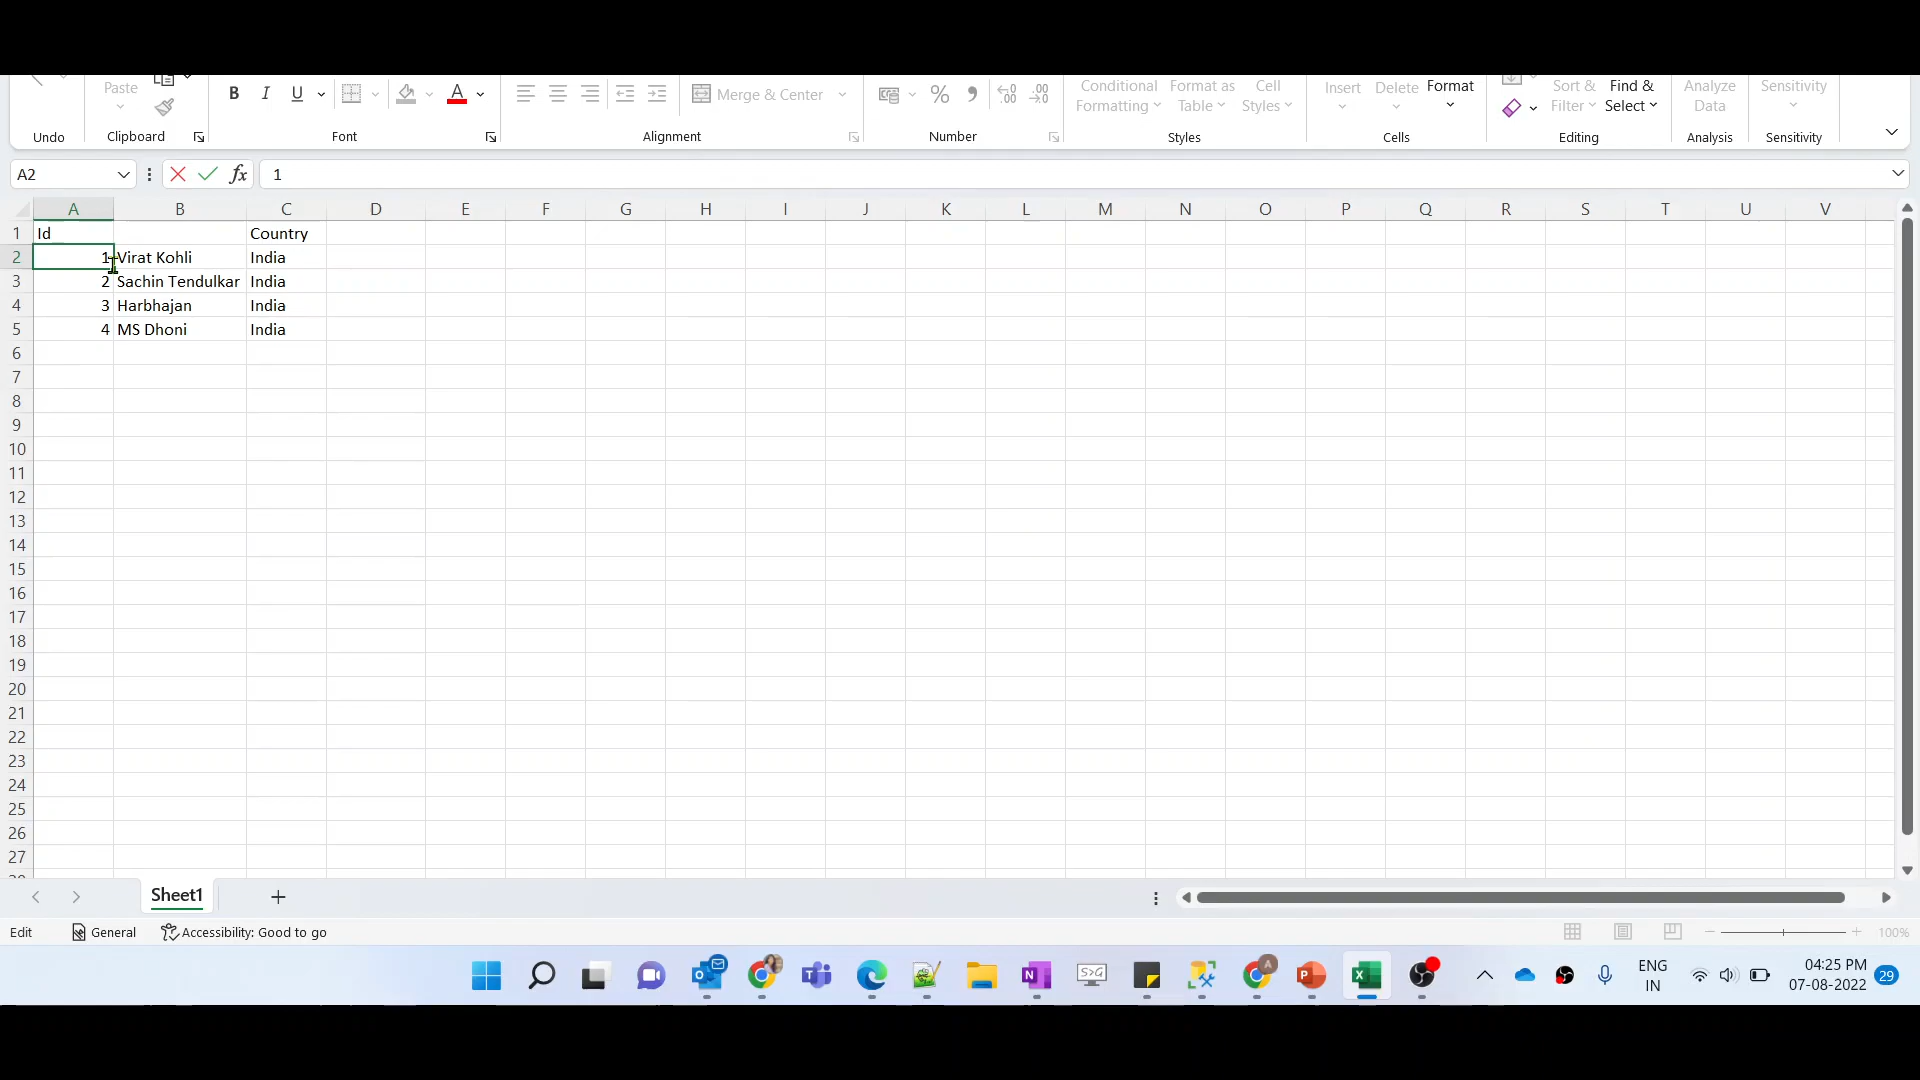 Paste
Merge & Center
Conditional Formatting
Format as Table
Cell Styles
Insert
Delete
Format
Sort & Filter
Find & Select
Analyze Data
Sensitivity
B I U A
% , .00
Undo
Clipboard
Font
Alignment
Number
Styles
Cells
Editing
Analysis
Sensitivity
A2 fx 1
A B C D E F G H I J K L M N O P Q R S T U V
1 Id Country
2 1 Virat Kohli India
3 2 Sachin Tendulkar India
4 3 Harbhajan India
5 4 MS Dhoni India
6
7
8
9
10
11
12
13
14
15
16
17
18
19
20
21
22
23
24
25
26
27
Sheet1
Edit General Accessibility: Good to go 100%
ENG
IN
04:25 PM
07-08-2022
29